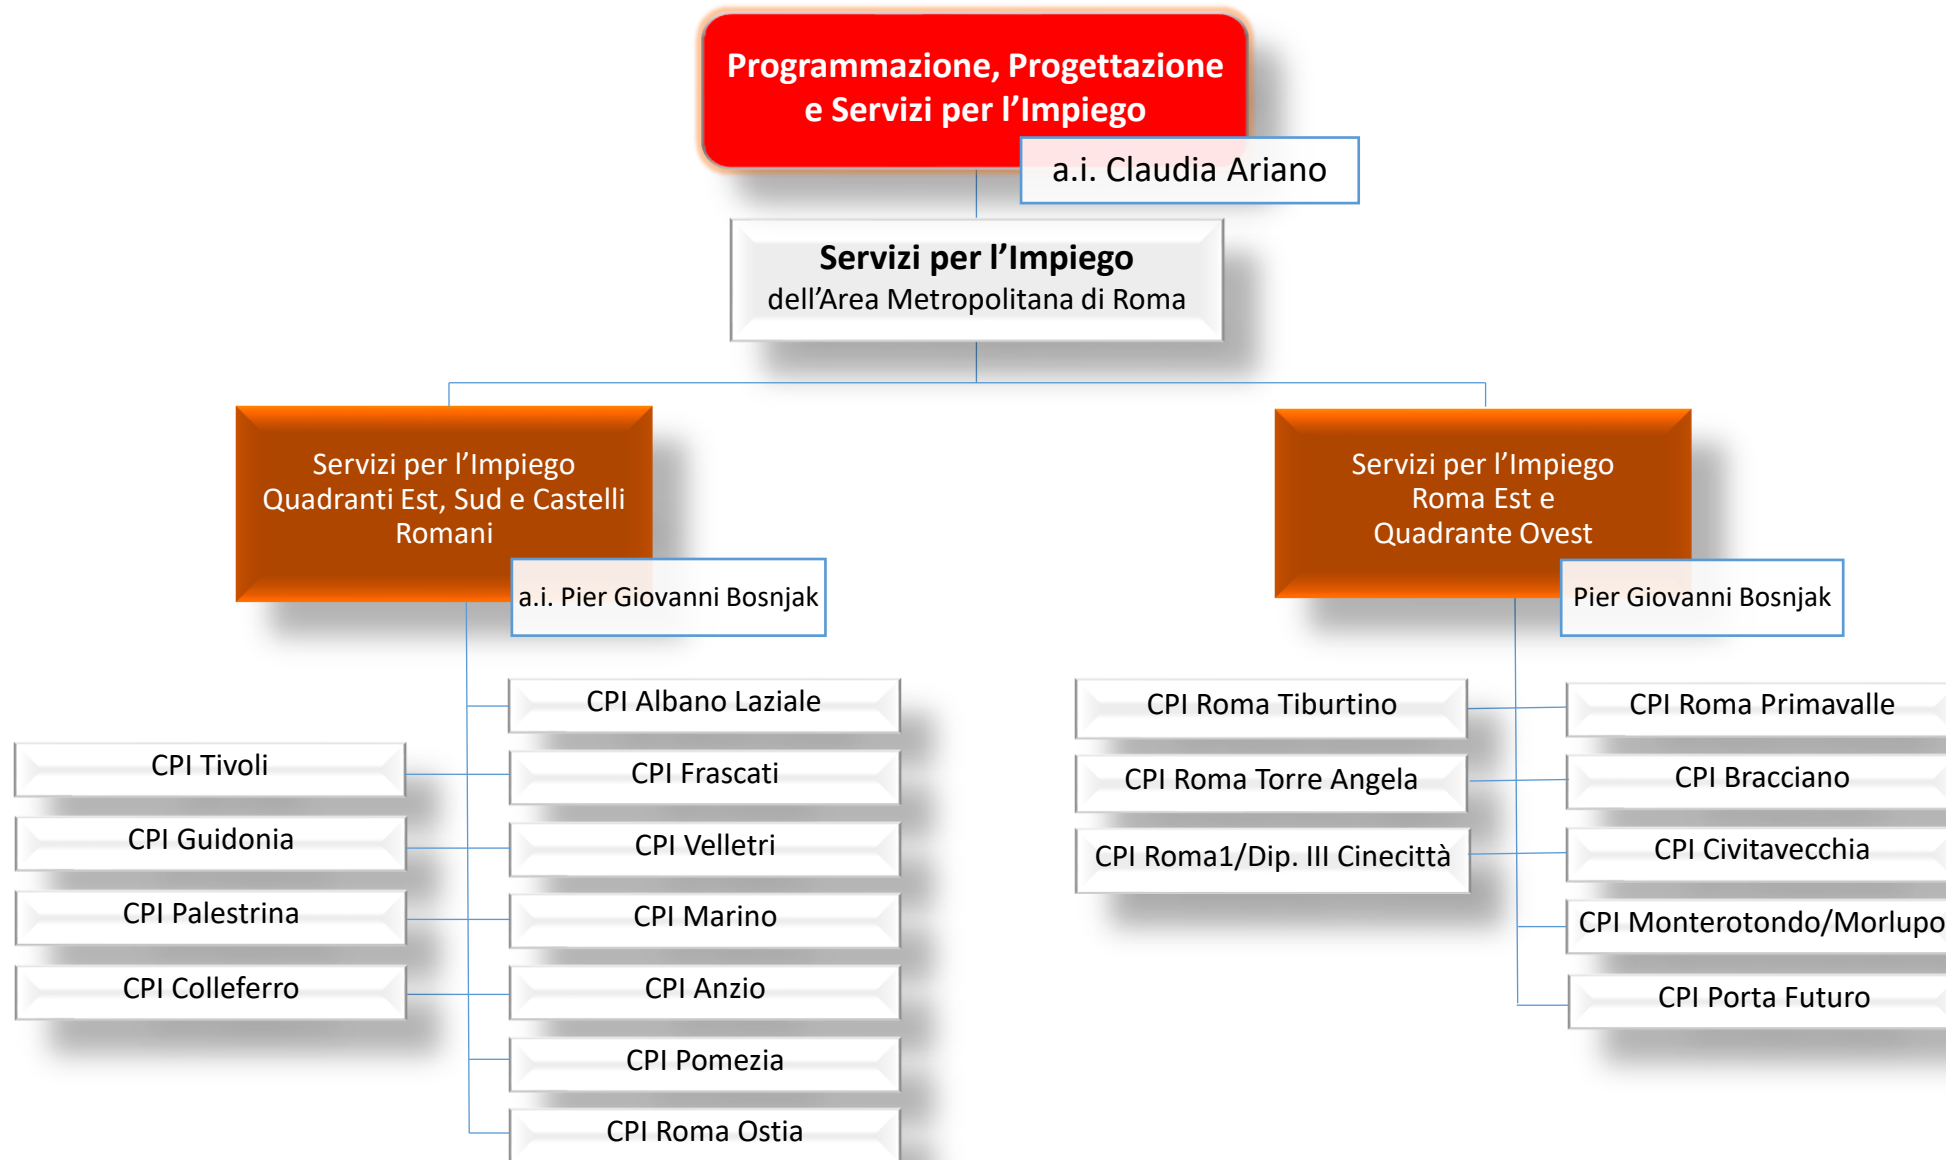 Programmazione, Progettazione
e Servizi per l’Impiego
a.i. Claudia Ariano
Servizi per l’Impiego
dell’Area Metropolitana di Roma
Servizi per l’Impiego
Quadranti Est, Sud e Castelli
Romani
a.i. Pier Giovanni Bosnjak
Servizi per l’Impiego
Roma Est e
Quadrante Ovest
Pier Giovanni Bosnjak
CPI Tivoli
CPI Guidonia
CPI Palestrina
CPI Colleferro
CPI Albano Laziale
CPI Frascati
CPI Velletri
CPI Marino
CPI Anzio
CPI Pomezia
CPI Roma Ostia
CPI Roma Tiburtino
CPI Roma Torre Angela
CPI Roma1/Dip. III Cinecittà
CPI Roma Primavalle
CPI Bracciano
CPI Civitavecchia
CPI Monterotondo/Morlupo
CPI Porta Futuro